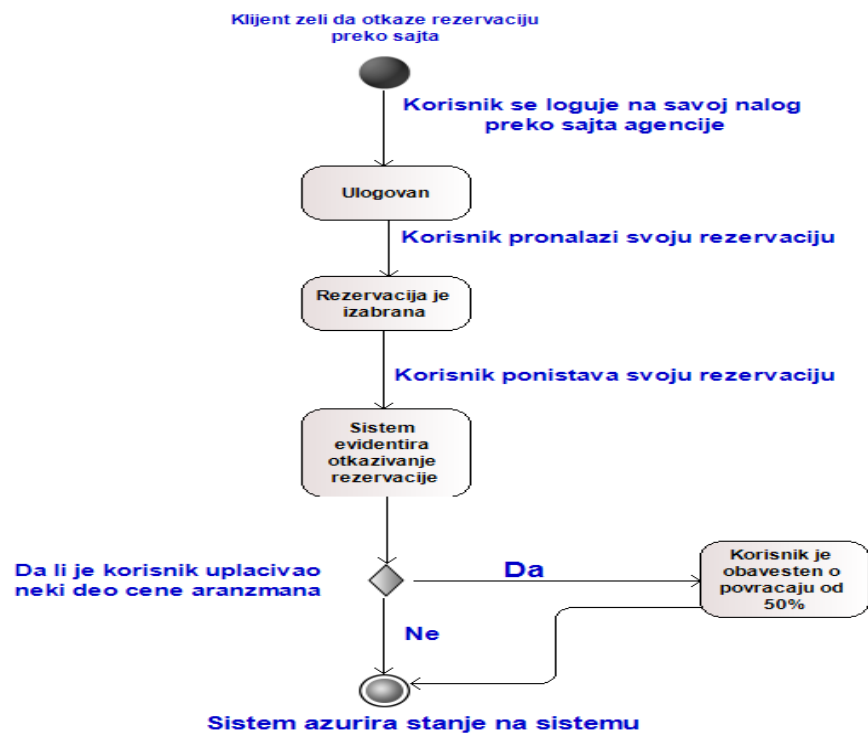 Klijent zeli da otkaze rezervaciju
preko sajta
Korisnik se loguje na savoj nalog
preko sajta agencije
Ulogovan
Korisnik pronalazi svoju rezervaciju
Rezervacija je
izabrana
Korisnik ponistava svoju rezervaciju
Sistem
evidentira
otkazivanje
rezervacije
Da li je korisnik uplacivao
neki deo cene aranzmana
Da
Korisnik je
obavesten o
povracaju od
50%
Ne
Sistem azurira stanje na sistemu